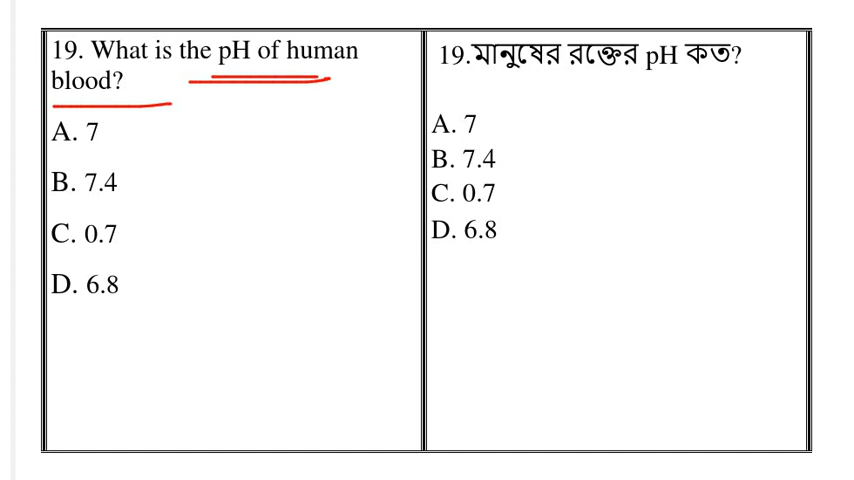 19. What is the pH of human
blood?
A. 7
B. 7.4
C. 0.7
D. 6.8
19.মানুষের রক্তের pH কত?
A. 7
B. 7.4
C. 0.7
D. 6.8